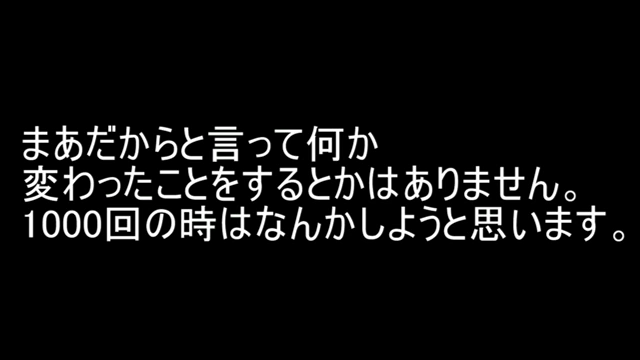 まあだからと言って何か
変わったことをするとかはありません。
1000回の時はなんかしようと思います。